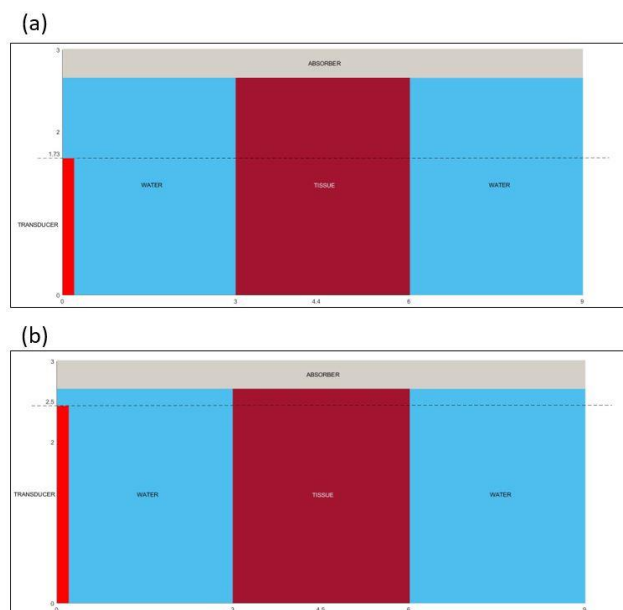 (a)
3
ABSORBER
2
1.73
WATER
TISSUE
WATER
TRANSDUCER
0
0
3
4.4
6
9
(b)
3
ABSORBER
2.5
2
TRANSDUCER
WATER
TISSUE
WATER
0
0
3
4.5
6
9